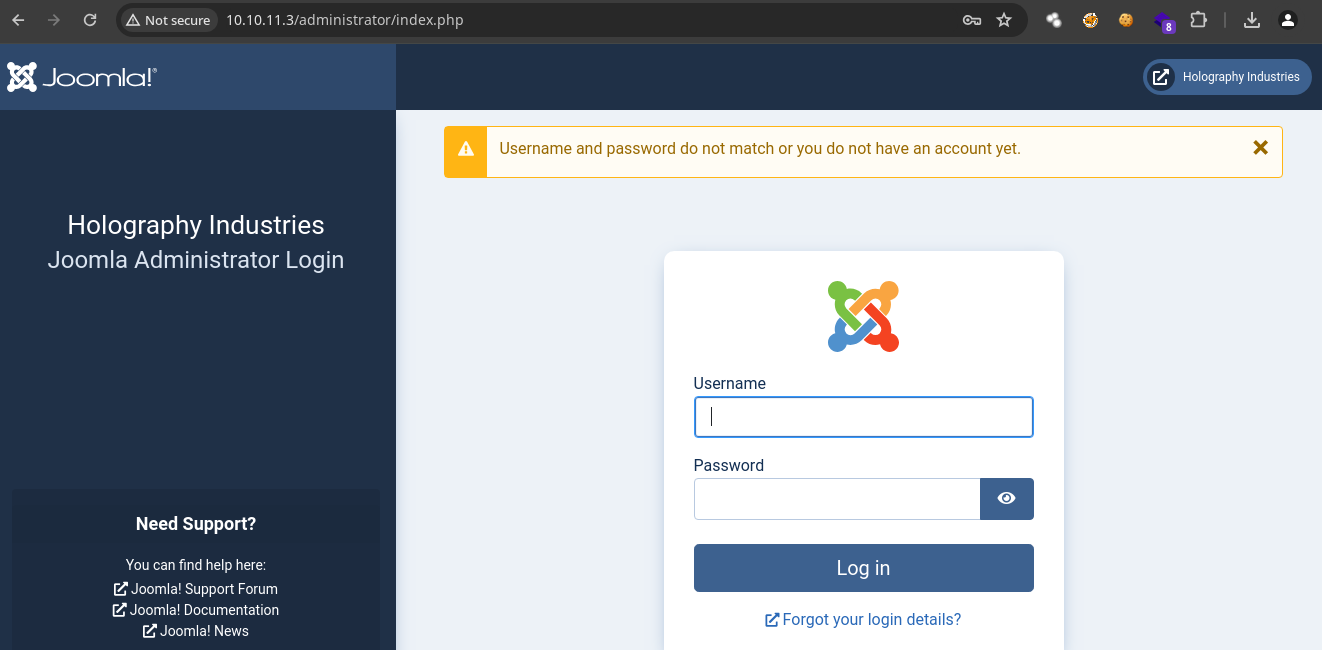 Not secure
10.10.11.3/administrator/index.php
8
Joomla!®
Holography Industries
Username and password do not match or you do not have an account yet.
Holography Industries
Joomla Administrator Login
Username
Password
Log in
Forgot your login details?
Need Support?
You can find help here:
Joomla! Support Forum
Joomla! Documentation
Joomla! News